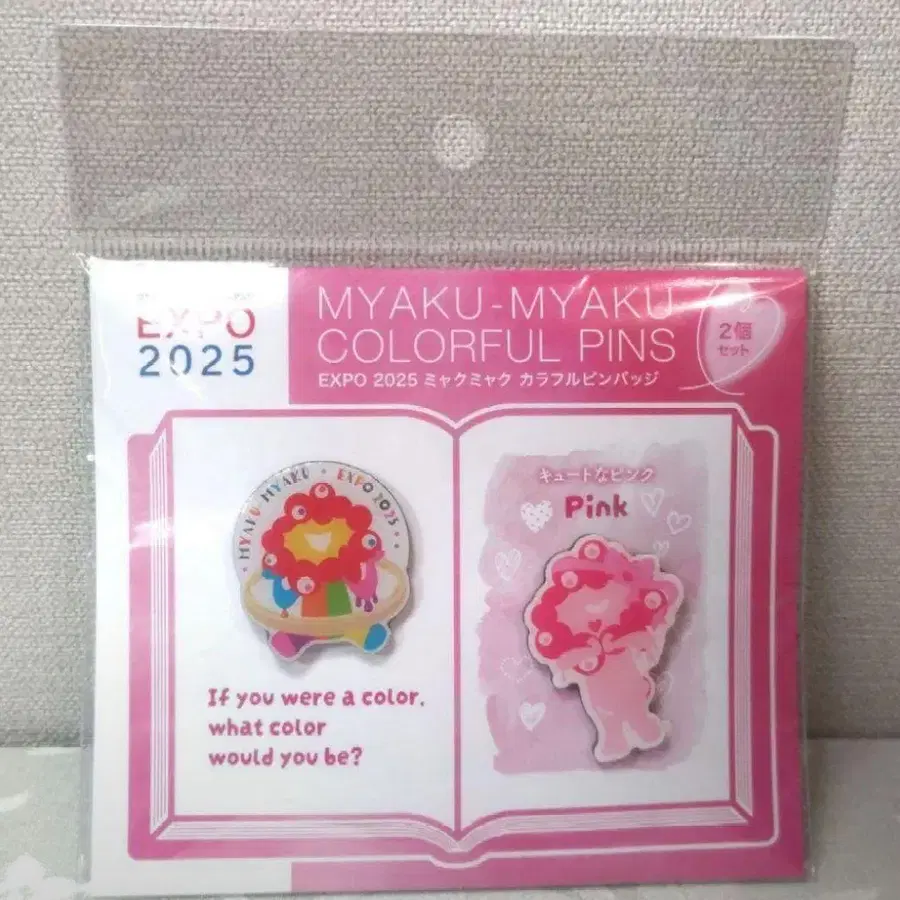 EXPO
2025
MYAKU-MYAKU
COLORFUL PINS
EXPO 2025 ミャクミャク カラフルピンバッジ
2個
セット
MYAKU-MYAKU • EXPO 2025
If you were a color,
what color
would you be?
キュートなピンク
Pink